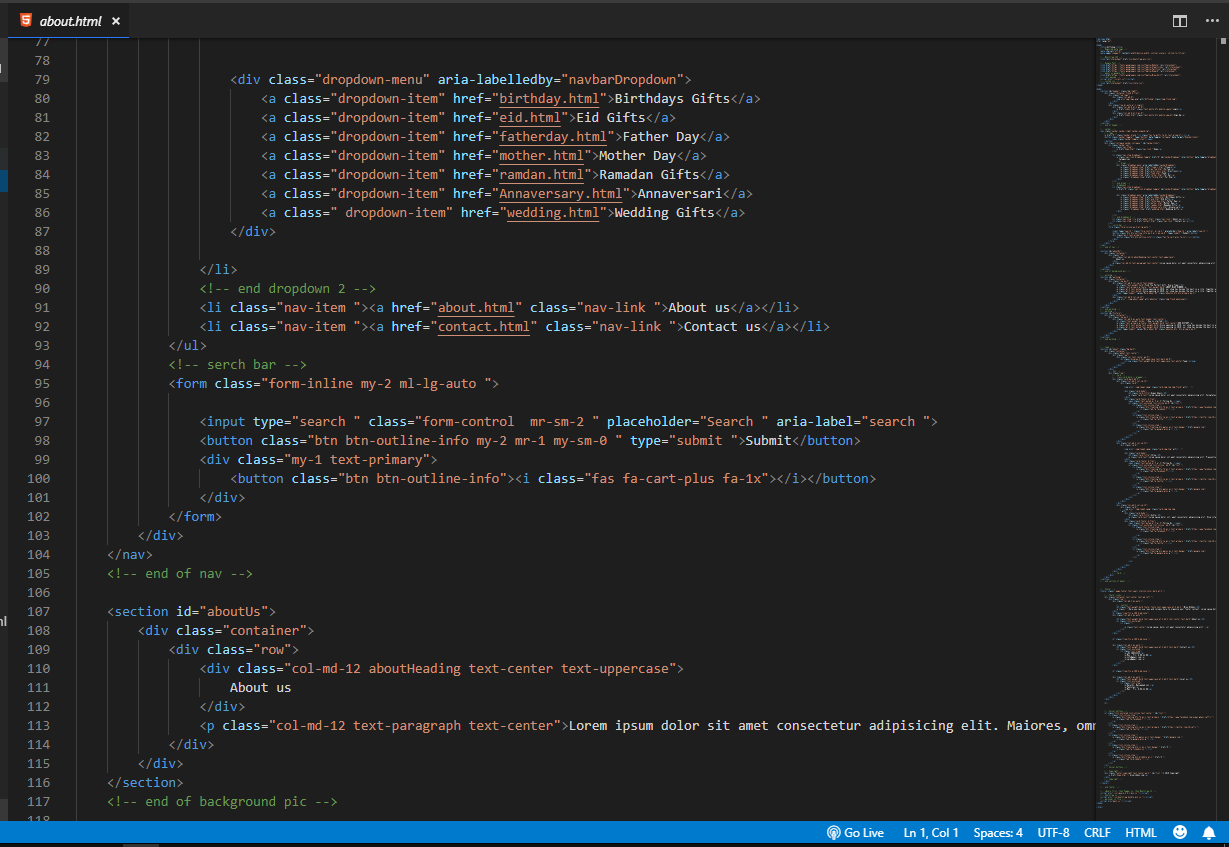 about.html ×
77
78
79 <div class="dropdown-menu" aria-labelledby="navbarDropdown">
80 <a class="dropdown-item" href="birthday.html">Birthdays Gifts</a>
81 <a class="dropdown-item" href="eid.html">Eid Gifts</a>
82 <a class="dropdown-item" href="fatherday.html">Father Day</a>
83 <a class="dropdown-item" href="mother.html">Mother Day</a>
84 <a class="dropdown-item" href="ramdan.html">Ramadan Gifts</a>
85 <a class="dropdown-item" href="Annaversary.html">Annaversari</a>
86 <a class=" dropdown-item" href="wedding.html">Wedding Gifts</a>
87 </div>
88
89 </li>
90 <!-- end dropdown 2 -->
91 <li class="nav-item "><a href="about.html" class="nav-link ">About us</a></li>
92 <li class="nav-item "><a href="contact.html" class="nav-link ">Contact us</a></li>
93 </ul>
94 <!-- serch bar -->
95 <form class="form-inline my-2 ml-lg-auto ">
96
97 <input type="search " class="form-control  mr-sm-2 " placeholder="Search " aria-label="search ">
98 <button class="btn btn-outline-info my-2 mr-1 my-sm-0 " type="submit ">Submit</button>
99 <div class="my-1 text-primary">
100 <button class="btn btn-outline-info"><i class="fas fa-cart-plus fa-1x"></i></button>
101 </div>
102 </form>
103 </div>
104 </nav>
105 <!-- end of nav -->
106
107 <section id="aboutUs">
108 <div class="container">
109 <div class="row">
110 <div class="col-md-12 aboutHeading text-center text-uppercase">
111 About us
112 </div>
113 <p class="col-md-12 text-paragraph text-center">Lorem ipsum dolor sit amet consectetur adipisicing elit. Maiores, omn
114 </div>
115 </div>
116 </section>
117 <!-- end of background pic -->
118
Go Live Ln 1, Col 1 Spaces: 4 UTF-8 CRLF HTML